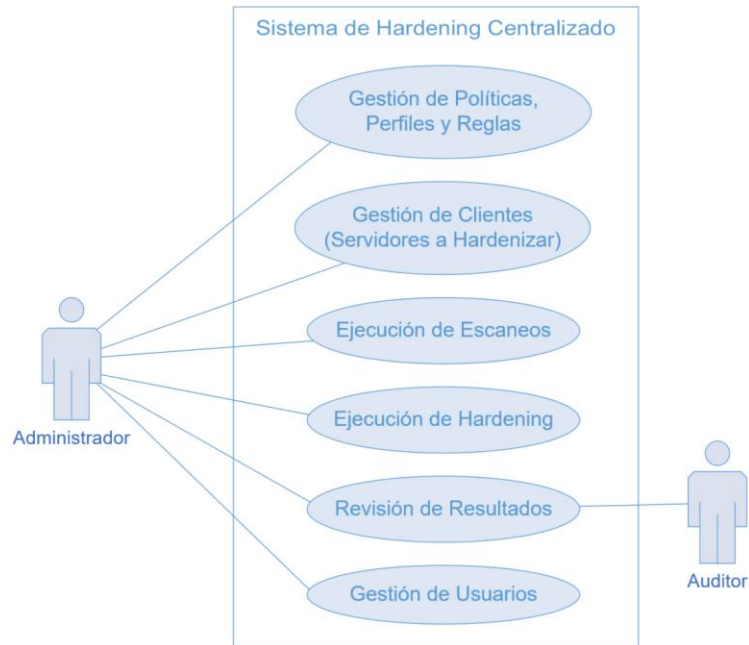 Sistema de Hardening Centralizado
Gestión de Políticas,
Perfiles y Reglas
Gestión de Clientes
(Servidores a Hardenizar)
Ejecución de Escaneos
Administrador
Ejecución de Hardening
Revisión de Resultados
Auditor
Gestión de Usuarios